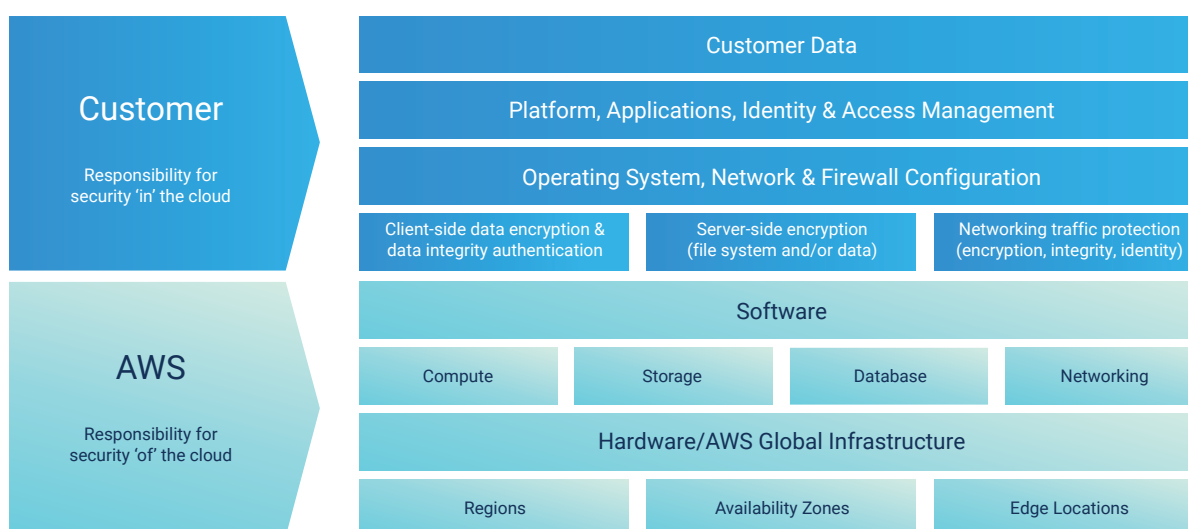 Customer
Responsibility for
security ‘in’ the cloud
Customer Data
Platform, Applications, Identity & Access Management
Operating System, Network & Firewall Configuration
Client-side data encryption &
data integrity authentication
Server-side encryption
(file system and/or data)
Networking traffic protection
(encryption, integrity, identity)
AWS
Responsibility for
security ‘of’ the cloud
Software
Compute
Storage
Database
Networking
Hardware/AWS Global Infrastructure
Regions
Availability Zones
Edge Locations